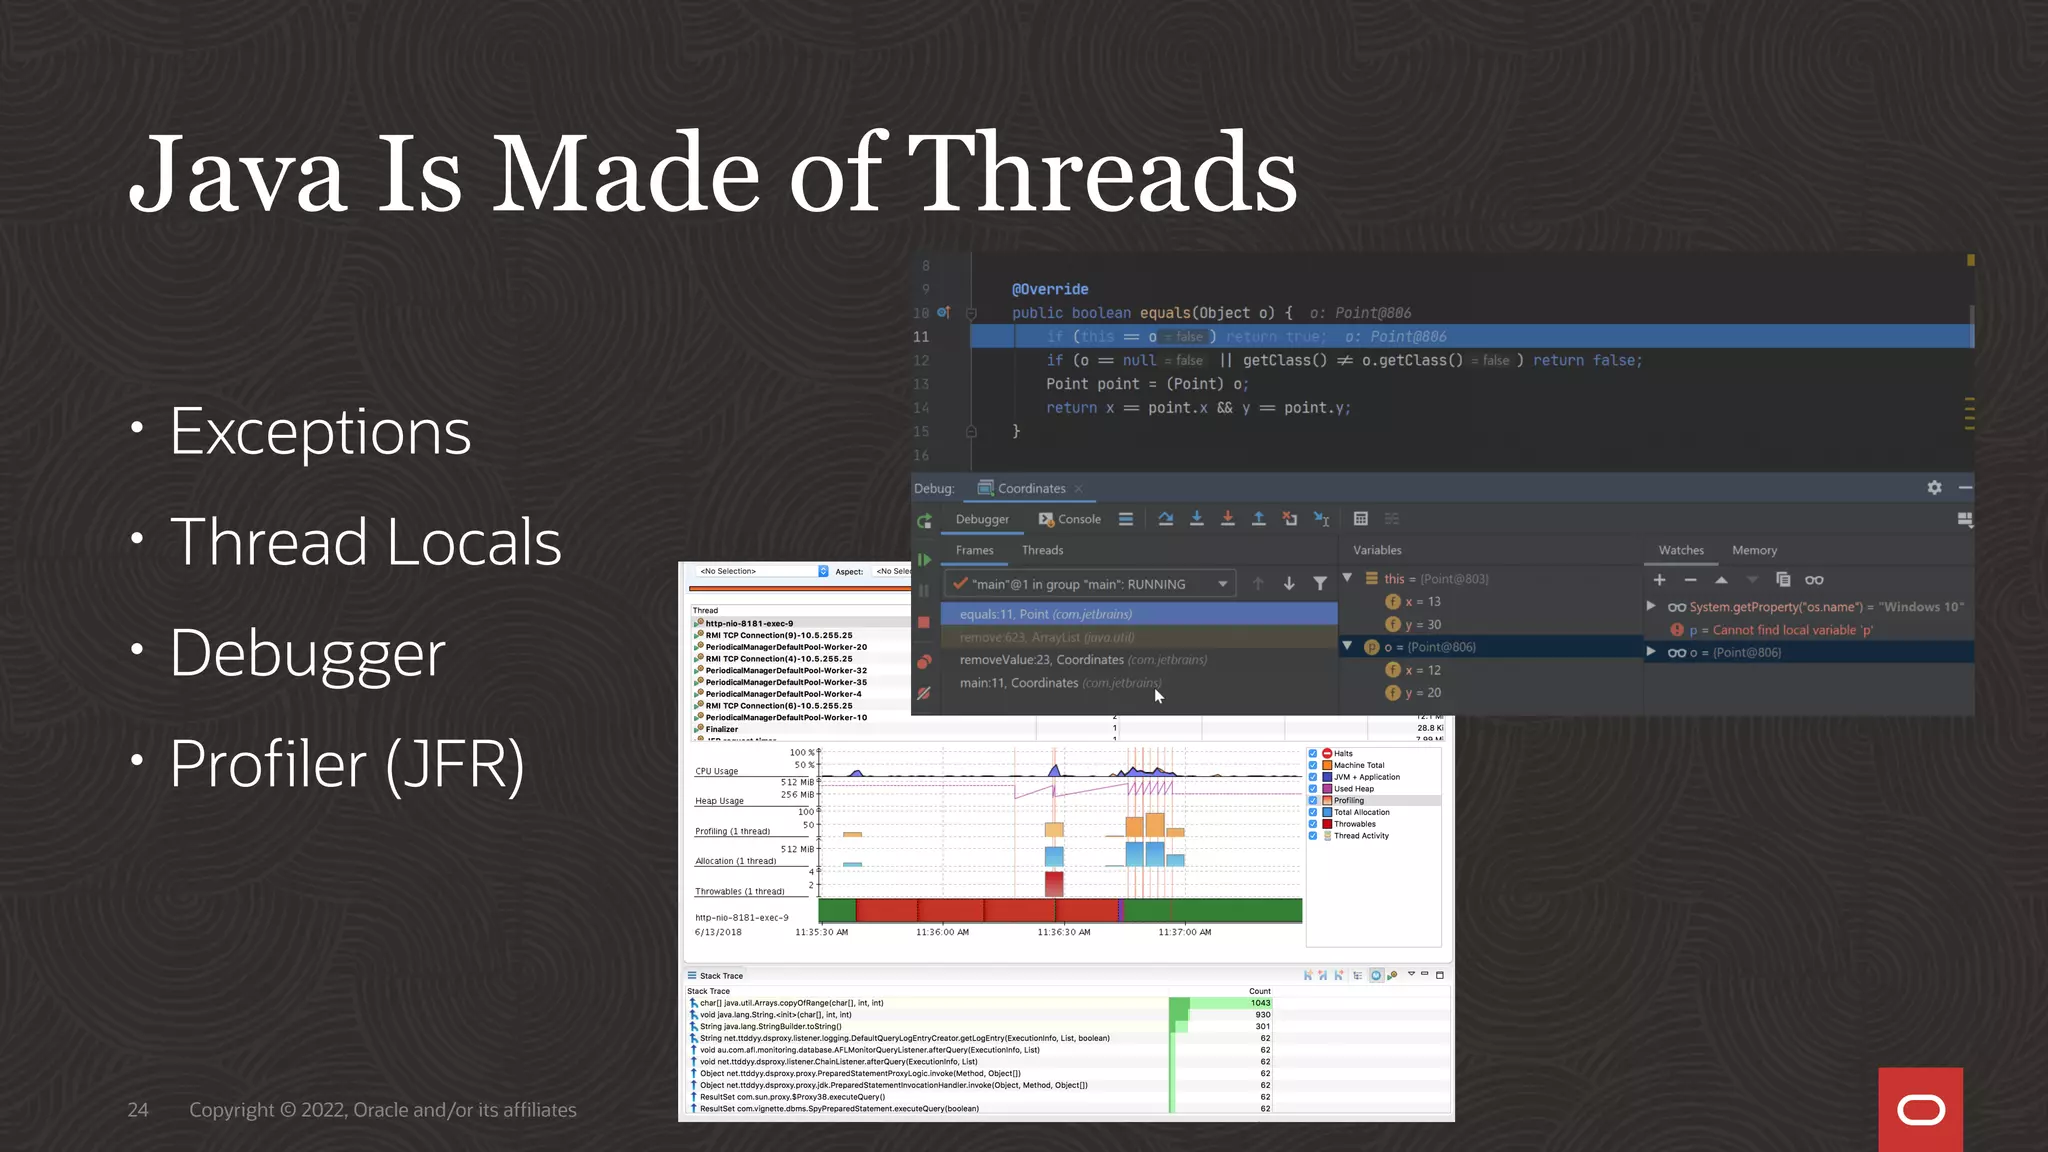 Java Is Made of Threads
• Exceptions
• Thread Locals
• Debugger
• Profiler (JFR)
8
9 @Override
10 public boolean equals(Object o) { o: Point@806
11 if (this == o = false ) return true; o: Point@806
12 if (o == null = false || getClass() ≠ o.getClass() = false ) return false;
13 Point point = (Point) o;
14 return x == point.x && y == point.y;
15 }
16
Debug: Coordinates ×
Debugger Console
Frames Threads Variables Watches Memory
"main"@1 in group "main": RUNNING
equals:11, Point (com.jetbrains)
remove:623, ArrayList (java.util)
removeValue:23, Coordinates (com.jetbrains)
main:11, Coordinates (com.jetbrains)
this = {Point@803}
x = 13
y = 30
o = {Point@806}
x = 12
y = 20
System.getProperty("os.name") = "Windows 10"
p = Cannot find local variable 'p'
o = {Point@806}
<No Selection> Aspect: <No Selec
Thread
http-nio-8181-exec-9
RMI TCP Connection(9)-10.5.255.25
PeriodicalManagerDefaultPool-Worker-20
RMI TCP Connection(4)-10.5.255.25
PeriodicalManagerDefaultPool-Worker-32
PeriodicalManagerDefaultPool-Worker-35
PeriodicalManagerDefaultPool-Worker-4
RMI TCP Connection(6)-10.5.255.25
PeriodicalManagerDefaultPool-Worker-10 2 12.1 Mi
Finalizer 1 28.8 Ki
CPU Usage 100 % 50 %
Heap Usage 512 MiB 256 MiB
Profiling (1 thread) 100 50
Allocation (1 thread) 512 MiB
Throwables (1 thread) 4 2
http-nio-8181-exec-9
6/13/2018 11:35:30 AM 11:36:00 AM 11:36:30 AM 11:37:00 AM
Halts
Machine Total
JVM + Application
Used Heap
Profiling
Total Allocation
Throwables
Thread Activity
Stack Trace
Stack Trace Count
char[] java.util.Arrays.copyOfRange(char[], int, int) 1043
void java.lang.String.<init>(char[], int, int) 930
String java.lang.StringBuilder.toString() 301
String net.ttddyy.dsproxy.listener.logging.DefaultQueryLogEntryCreator.getLogEntry(ExecutionInfo, List, boolean) 62
void au.com.afl.monitoring.database.AFLMonitorQueryListener.afterQuery(ExecutionInfo, List) 62
void net.ttddyy.dsproxy.listener.ChainListener.afterQuery(ExecutionInfo, List) 62
Object net.ttddyy.dsproxy.proxy.PreparedStatementProxyLogic.invoke(Method, Object[]) 62
Object net.ttddyy.dsproxy.proxy.jdk.PreparedStatementInvocationHandler.invoke(Object, Method, Object[]) 62
ResultSet com.sun.proxy.$Proxy38.executeQuery() 62
ResultSet com.vignette.dbms.SpyPreparedStatement.executeQuery(boolean) 62
24 Copyright © 2022, Oracle and/or its affiliates